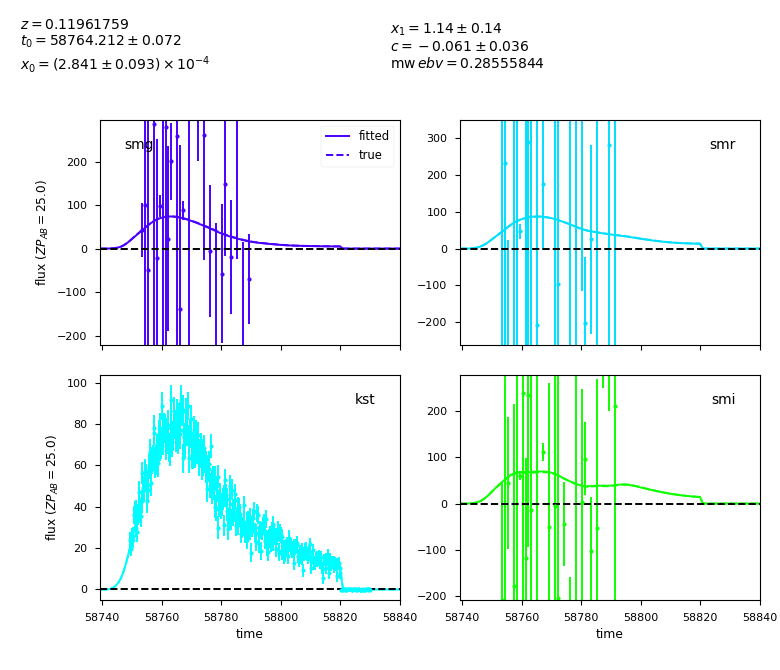 z = 0.11961759
t₀ = 58764.212 ± 0.072
x₀ = (2.841 ± 0.093) × 10⁻⁴
x₁ = 1.14 ± 0.14
c = −0.061 ± 0.036
mw ebv = 0.28555844
smg
fitted
true
flux (ZP_AB = 25.0)
200
100
0
−100
−200
smr
300
200
100
0
−100
−200
kst
flux (ZP_AB = 25.0)
100
80
60
40
20
0
58740 58760 58780 58800 58820 58840
time
smi
200
100
0
−100
−200
58740 58760 58780 58800 58820 58840
time